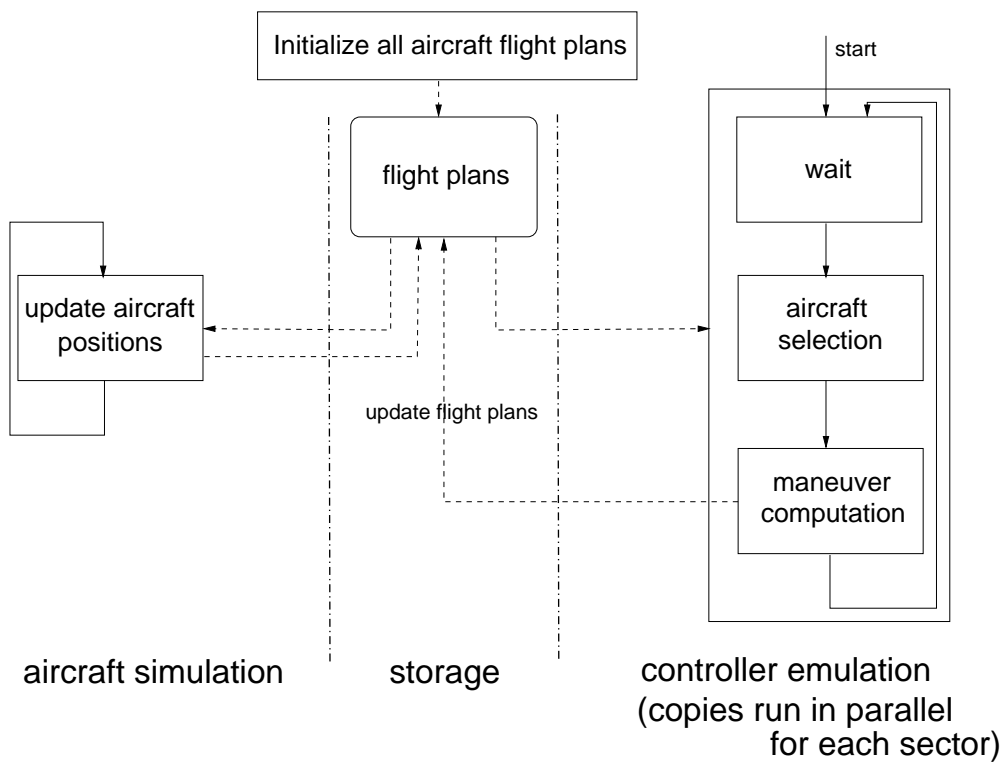 Initialize all aircraft flight plans
start
flight plans
wait
update aircraft
positions
aircraft
selection
update flight plans
maneuver
computation
aircraft simulation
storage
controller emulation
(copies run in parallel
for each sector)